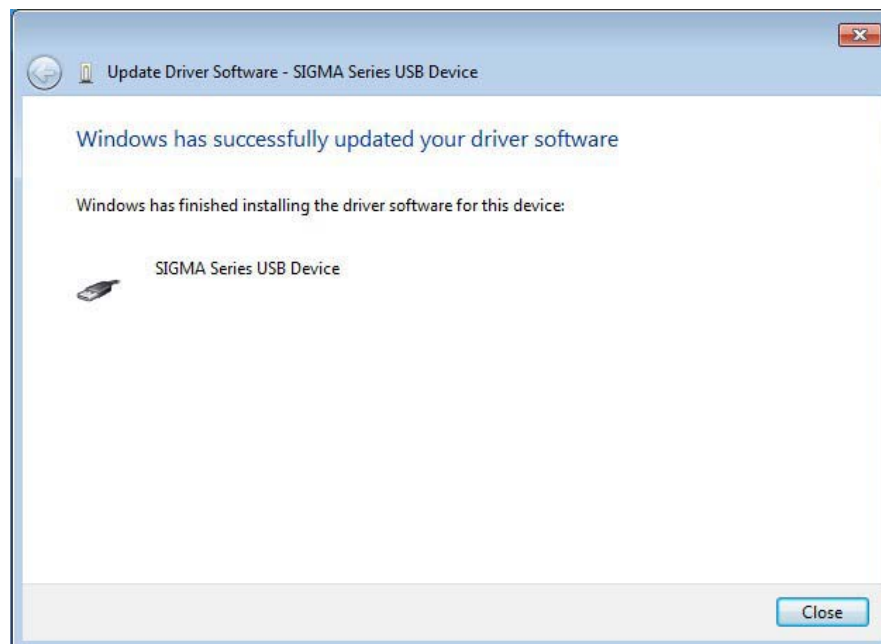 Update Driver Software - SIGMA Series USB Device
Windows has successfully updated your driver software
Windows has finished installing the driver software for this device:
SIGMA Series USB Device
Close